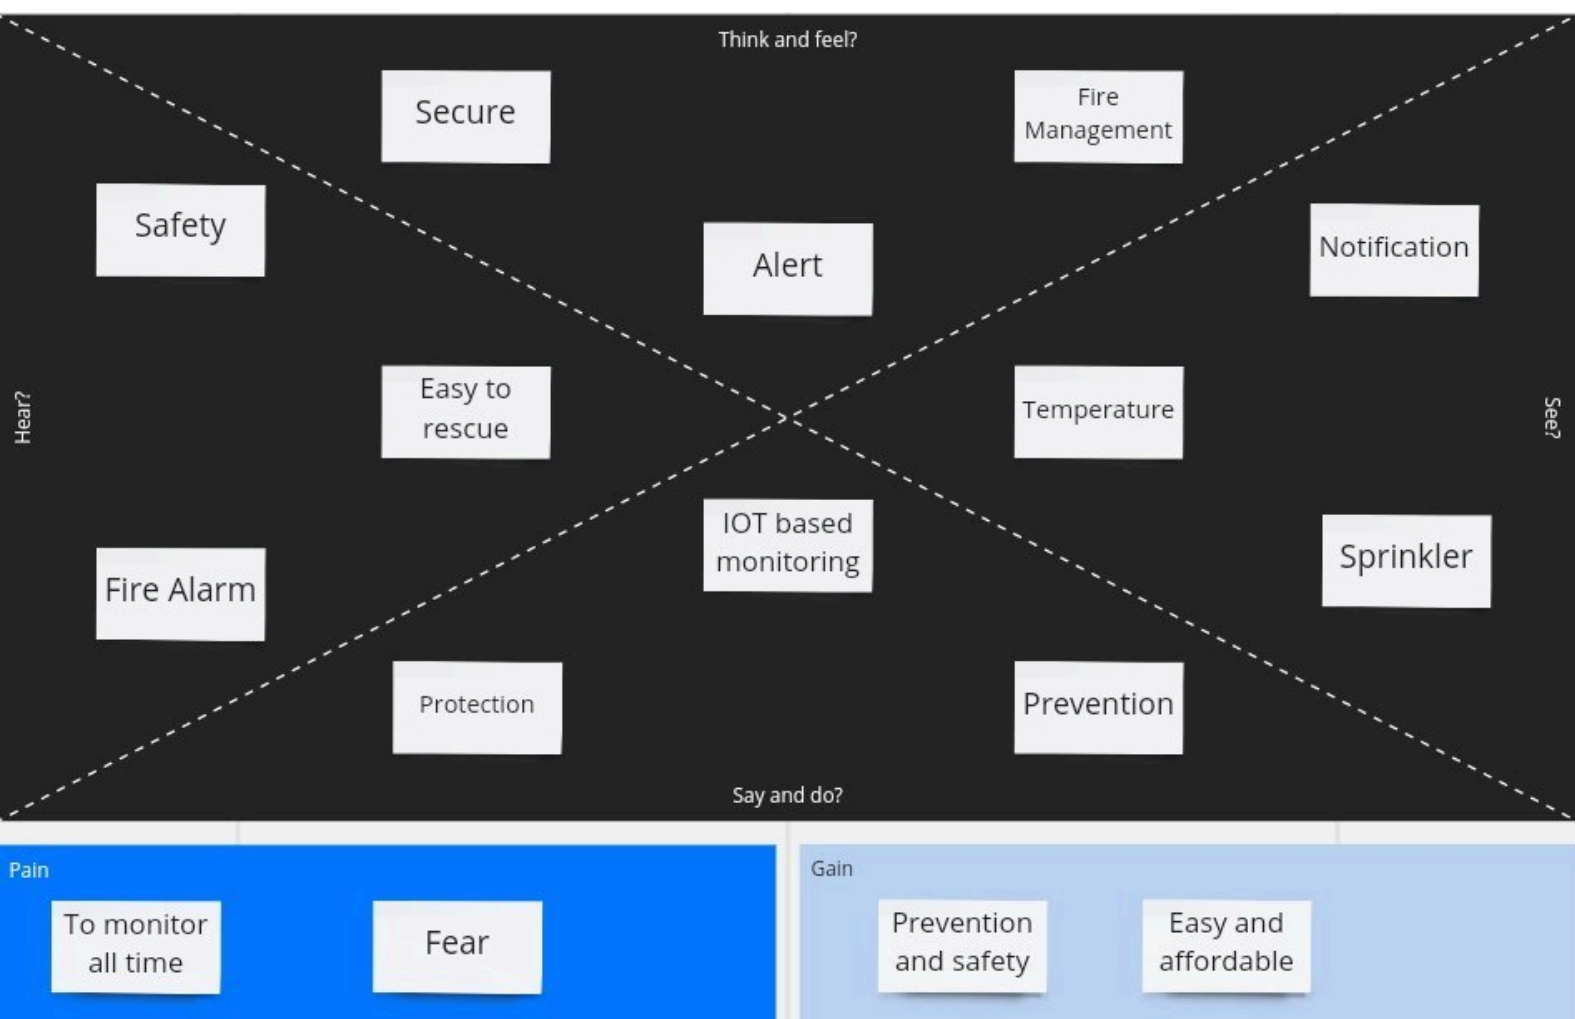 Think and feel?
Secure
Fire
Management
Safety
Notification
Alert
Hear?
Easy to
rescue
Temperature
See?
IOT based
monitoring
Sprinkler
Fire Alarm
Protection
Prevention
Say and do?
Pain
To monitor
all time
Fear
Gain
Prevention
and safety
Easy and
affordable